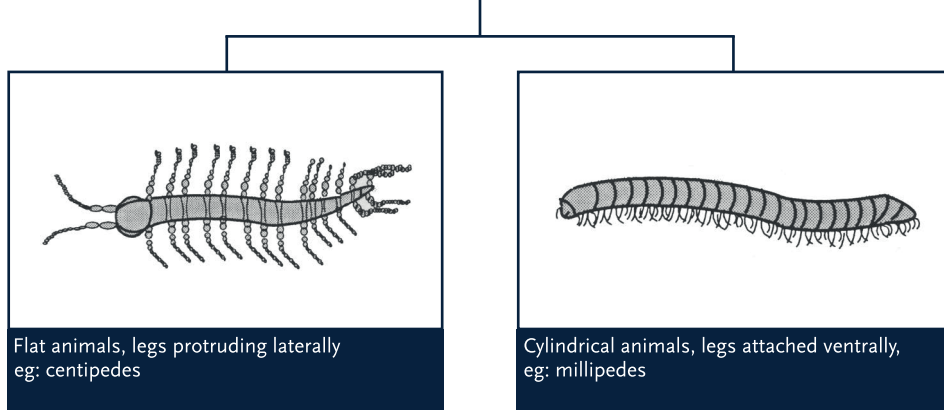 Flat animals, legs protruding laterally
eg: centipedes
Cylindrical animals, legs attached ventrally,
eg: millipedes